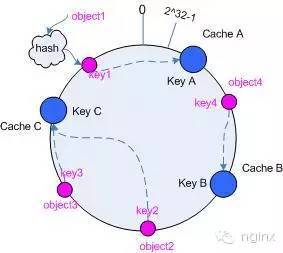 object1
0
2^32-1
Cache A
hash
key1
Key A
object4
key4
Key C
Cache C
Cache B
key3
Key B
object3
key2
object2
nginx